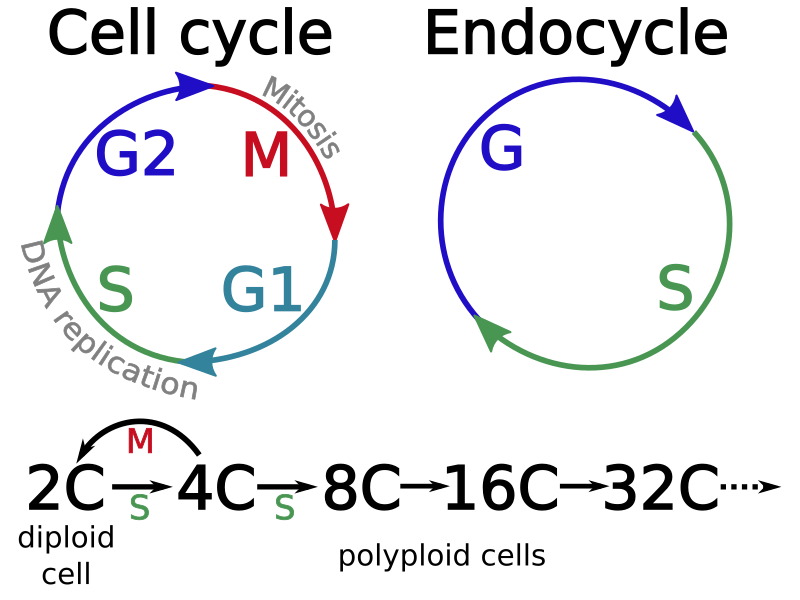 Cell cycle
Endocycle
Mitosis
G2
M
G
DNA replication
S
G1
S
M
2C
4C
8C
16C
32C
S
S
diploid
cell
polyploid cells